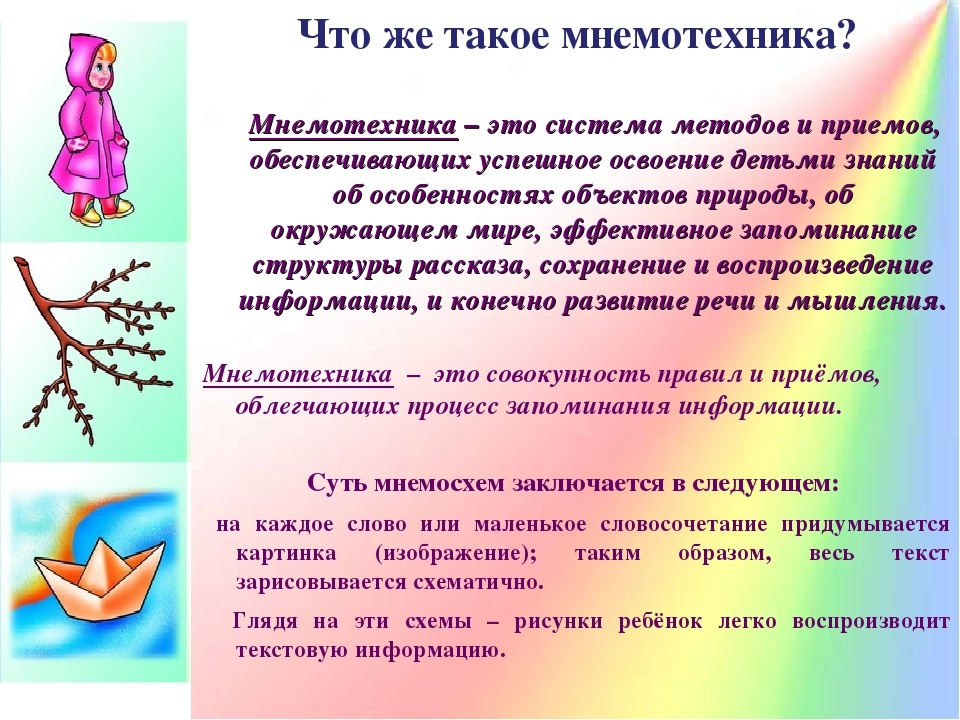 Что же такое мнемотехника?
Мнемотехника – это система методов и приемов,
обеспечивающих успешное освоение детьми знаний
об особенностях объектов природы, об
окружающем мире, эффективное запоминание
структуры рассказа, сохранение и воспроизведение
информации, и конечно развитие речи и мышления.
Мнемотехника – это совокупность правил и приёмов,
облегчающих процесс запоминания информации.
Суть мнемосхем заключается в следующем:
на каждое слово или маленькое словосочетание придумывается
картинка (изображение); таким образом, весь текст
зарисовывается схематично.
Глядя на эти схемы – рисунки ребёнок легко воспроизводит
текстовую информацию.